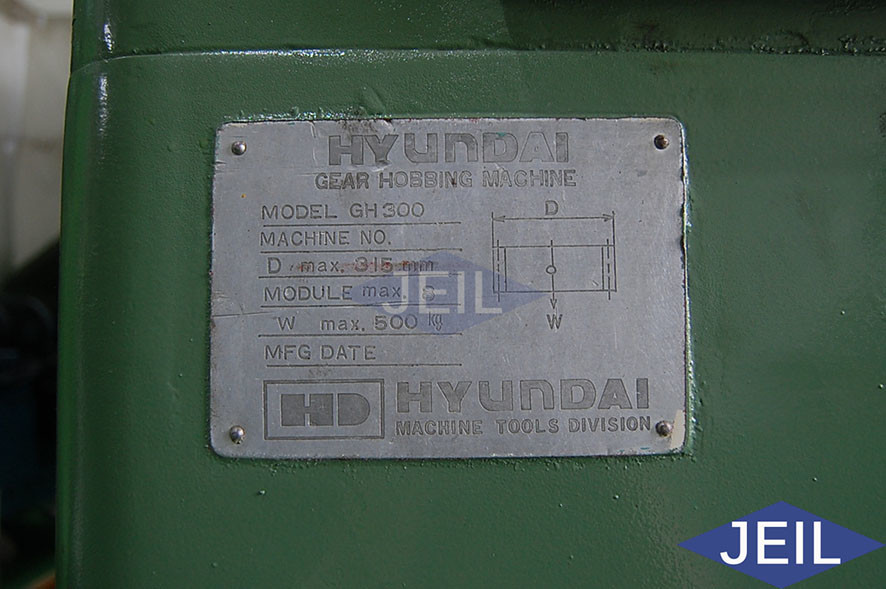 HYUNDAI
GEAR HOBBING MACHINE
MODEL GH300
MACHINE NO.
D max. 315 mm
MODULE max. 8
W max. 500 kg
MFG DATE
D
W
HD HYUNDAI
MACHINE TOOLS DIVISION
JEIL
JEIL